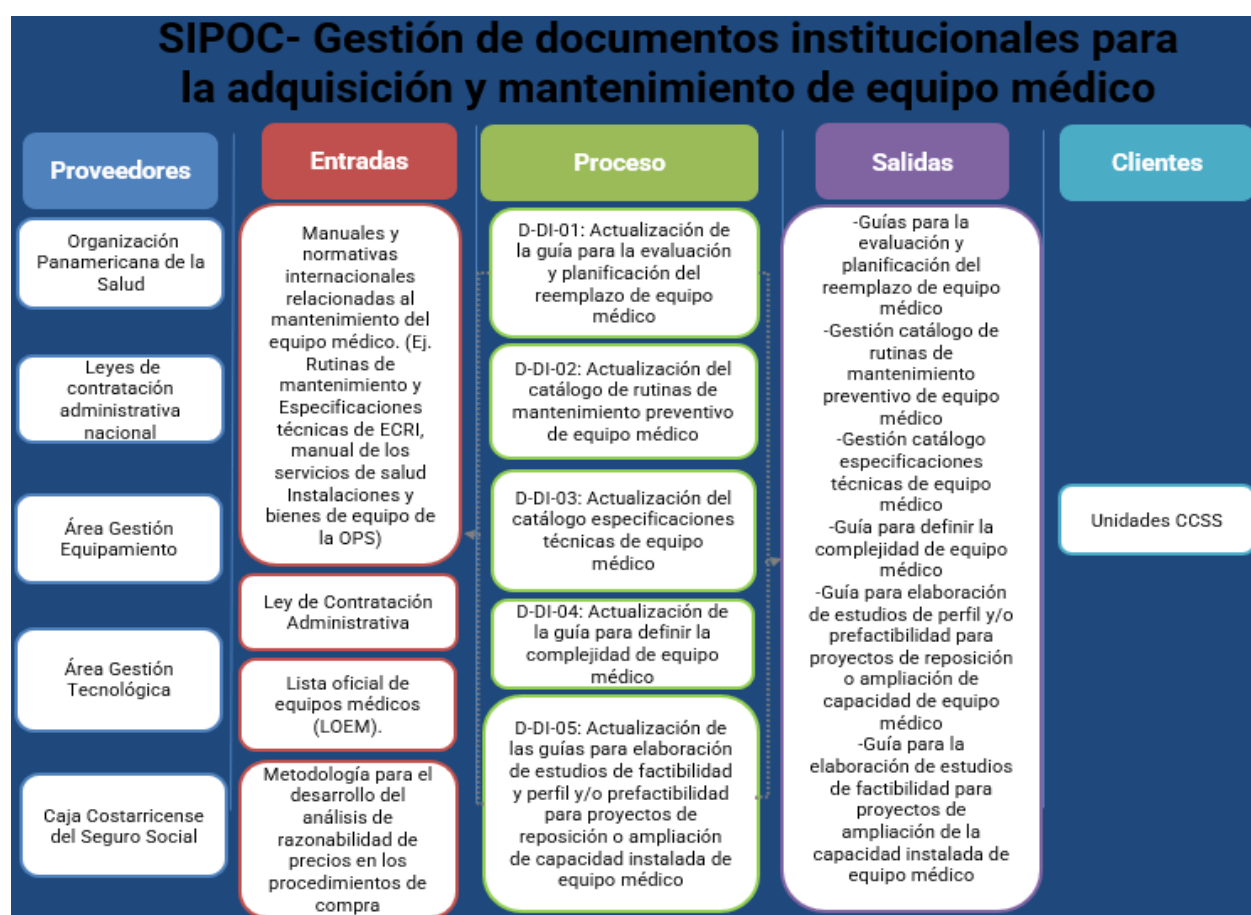 SIPOC- Gestión de documentos institucionales para
la adquisición y mantenimiento de equipo médico
Proveedores
Organización
Panamericana de la
Salud
Leyes de
contratación
administrativa
nacional
Área Gestión
Equipamiento
Área Gestión
Tecnológica
Caja Costarricense
del Seguro Social
Entradas
Manuales y
normativas
internacionales
relacionadas al
mantenimiento del
equipo médico. (Ej.
Rutinas de
mantenimiento y
Especificaciones
técnicas de ECRI,
manual de los
servicios de salud
Instalaciones y
bienes de equipo de
la OPS)
Ley de Contratación
Administrativa
Lista oficial de
equipos médicos
(LOEM).
Metodología para el
desarrollo del
análisis de
razonabilidad de
precios en los
procedimientos de
compra
Proceso
D-DI-01: Actualización de
la guía para la evaluación
y planificación del
reemplazo de equipo
médico
D-DI-02: Actualización del
catálogo de rutinas de
mantenimiento preventivo
de equipo médico
D-DI-03: Actualización del
catálogo especificaciones
técnicas de equipo
médico
D-DI-04: Actualización de
la guía para definir la
complejidad de equipo
médico
D-DI-05: Actualización de
las guías para elaboración
de estudios de factibilidad
y perfil y/o prefactibilidad
para proyectos de
reposición o ampliación
de capacidad instalada de
equipo médico
Salidas
-Guías para la
evaluación y
planificación del
reemplazo de equipo
médico
-Gestión catálogo de
rutinas de
mantenimiento
preventivo de equipo
médico
-Gestión catálogo
especificaciones
técnicas de equipo
médico
-Guía para definir la
complejidad de equipo
médico
-Guía para elaboración
de estudios de perfil y/o
prefactibilidad para
proyectos de reposición
o ampliación de
capacidad de equipo
médico
-Guía para la
elaboración de estudios
de factibilidad para
proyectos de
ampliación de la
capacidad instalada de
equipo médico
Clientes
Unidades CCSS